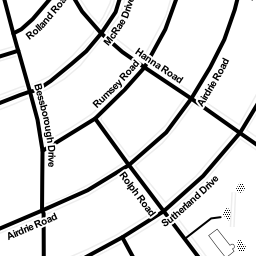 Rolland Road
McRae Drive
Hanna Road
Rumsey Road
Airdrie Road
Bessborough Drive
Rolph Road
Sutherland Drive
Airdrie Road